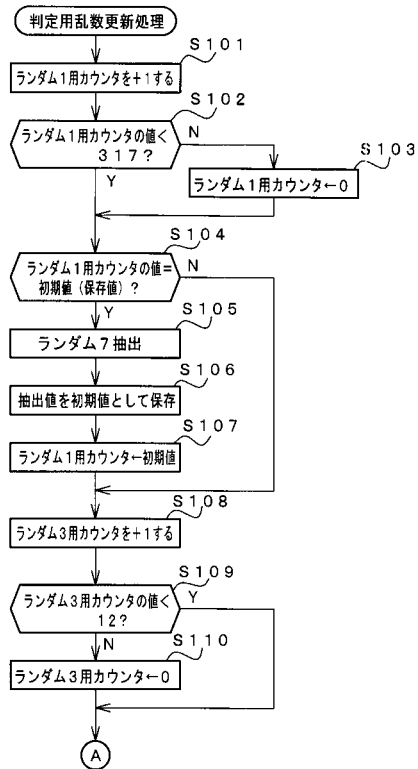 判定用乱数更新処理
S101
ランダム1用カウンタを+1する
S102
ランダム1用カウンタの値<
317?
N
Y
S103
ランダム1用カウンタ←0
S104
ランダム1用カウンタの値=
初期値(保存値)?
N
Y
S105
ランダム7抽出
S106
抽出値を初期値として保存
S107
ランダム1用カウンタ←初期値
S108
ランダム3用カウンタを+1する
S109
ランダム3用カウンタの値<
12?
Y
N
S110
ランダム3用カウンタ←0
A